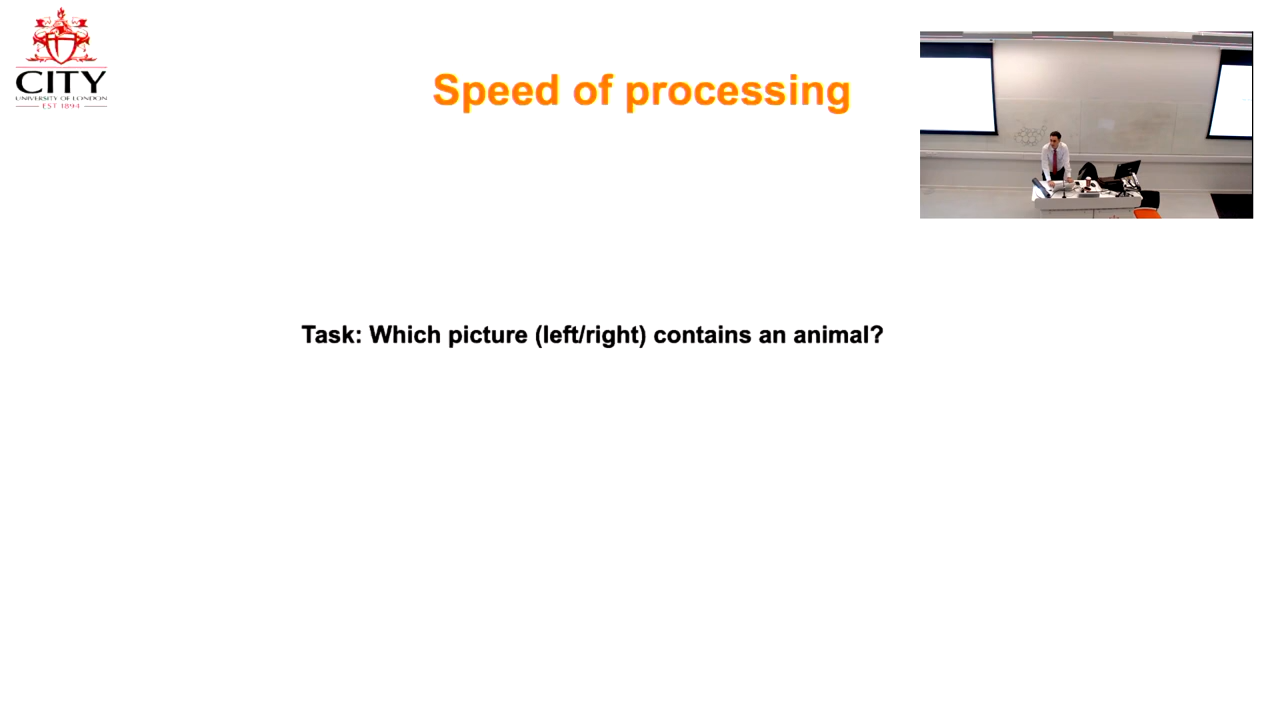 CITY
UNIVERSITY OF LONDON
EST 1894
Speed of processing
Task: Which picture (left/right) contains an animal?